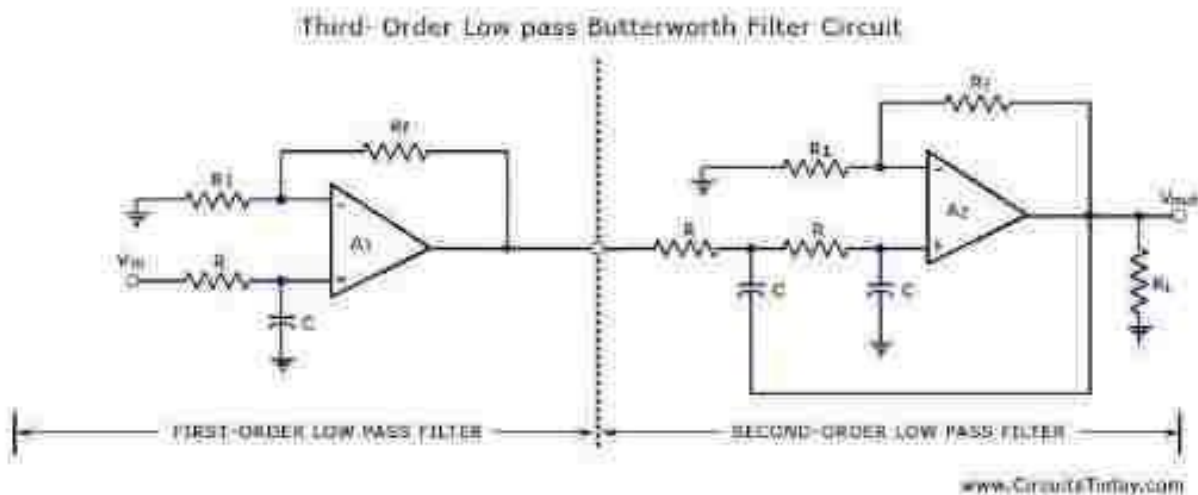 Third- Order Low pass Butterworth Filter Circuit
RF
R1
A1
Vin
R
C
R1
A2
R
R
C
C
Vout
RL
FIRST-ORDER LOW PASS FILTER
SECOND-ORDER LOW PASS FILTER
www.CircuitsToday.com